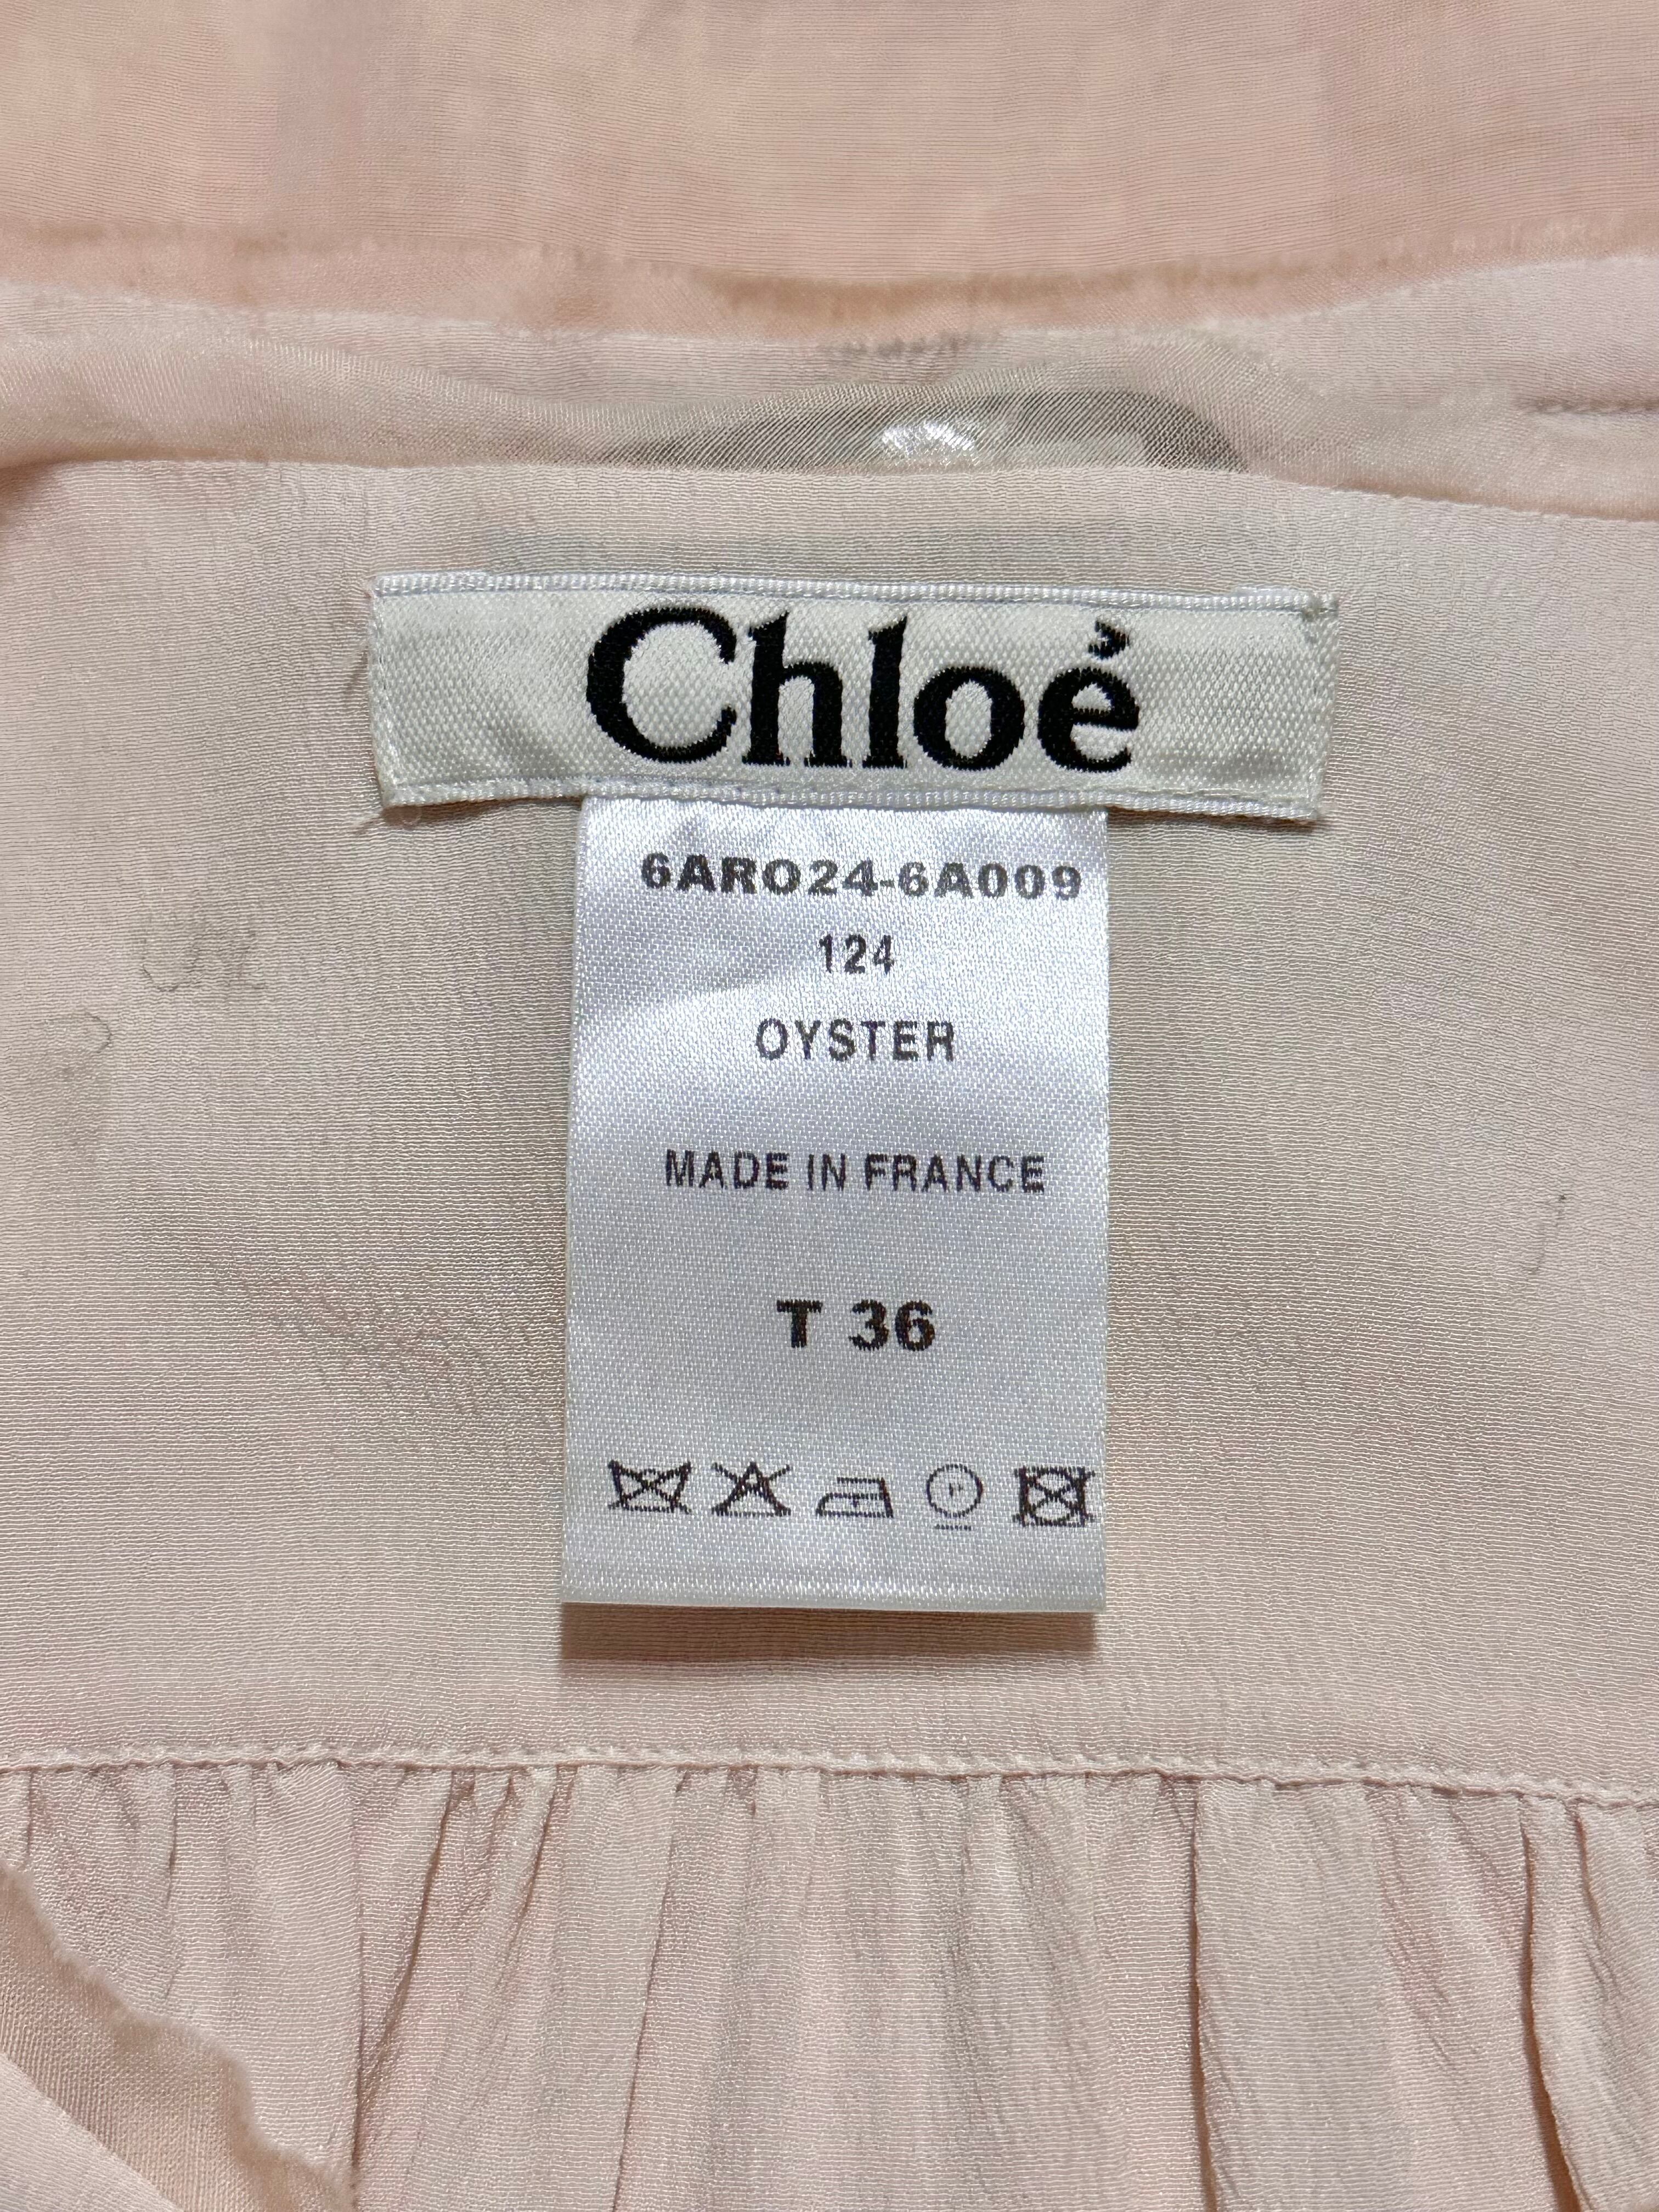 Chloé
6ARO24-6A009
124
OYSTER
MADE IN FRANCE
T 36
P